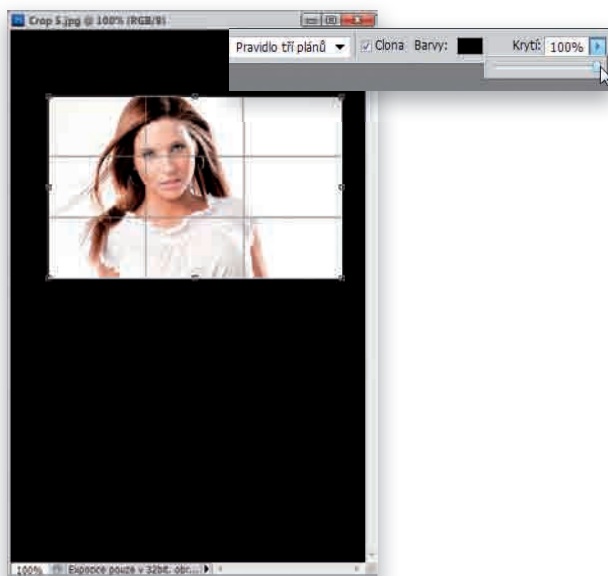 Crop 5.jpg @ 100% (RGB/8)
Pravidlo tří plánů Clona Barvy: Krytí: 100%
100% Expozice pouze v 32bit. obr...